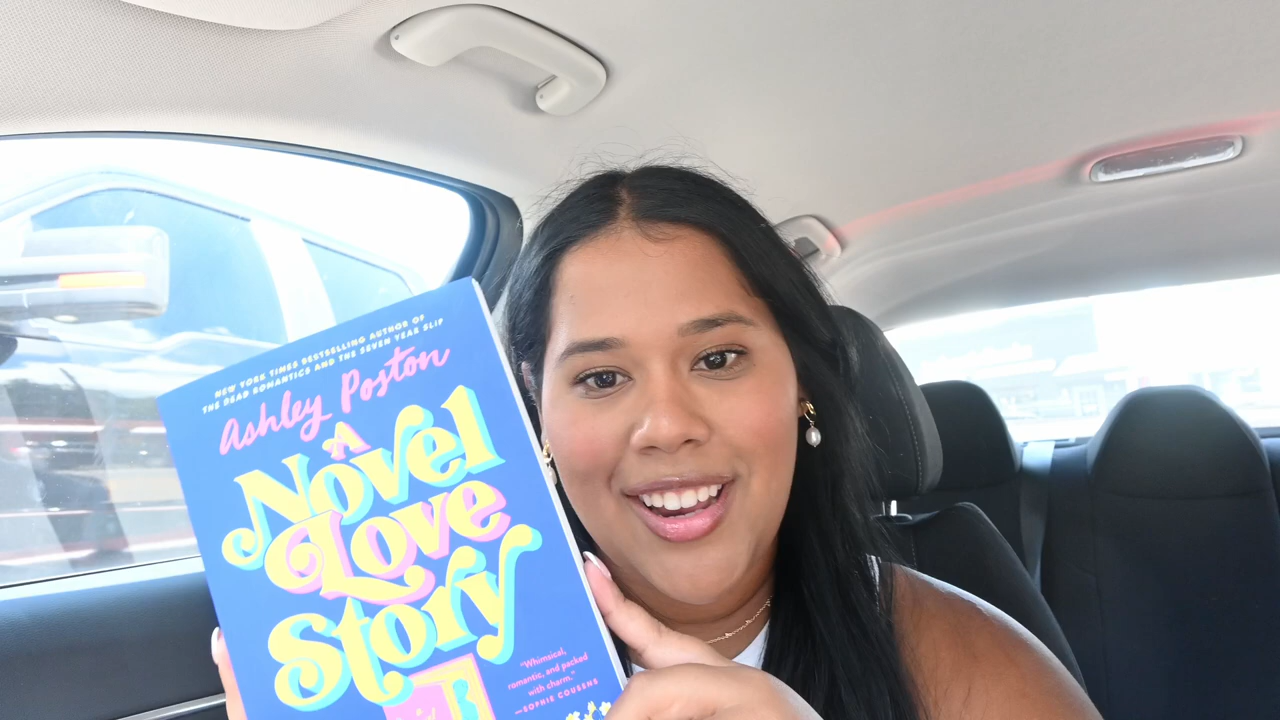 NEW YORK TIMES BESTSELLING AUTHOR OF
THE DEAD ROMANTICS AND THE SEVEN YEAR SLIP
Ashley Poston
A
Novel
Love
Story
"Whimsical,
romantic, and packed
with charm."
—SOPHIE COUSENS